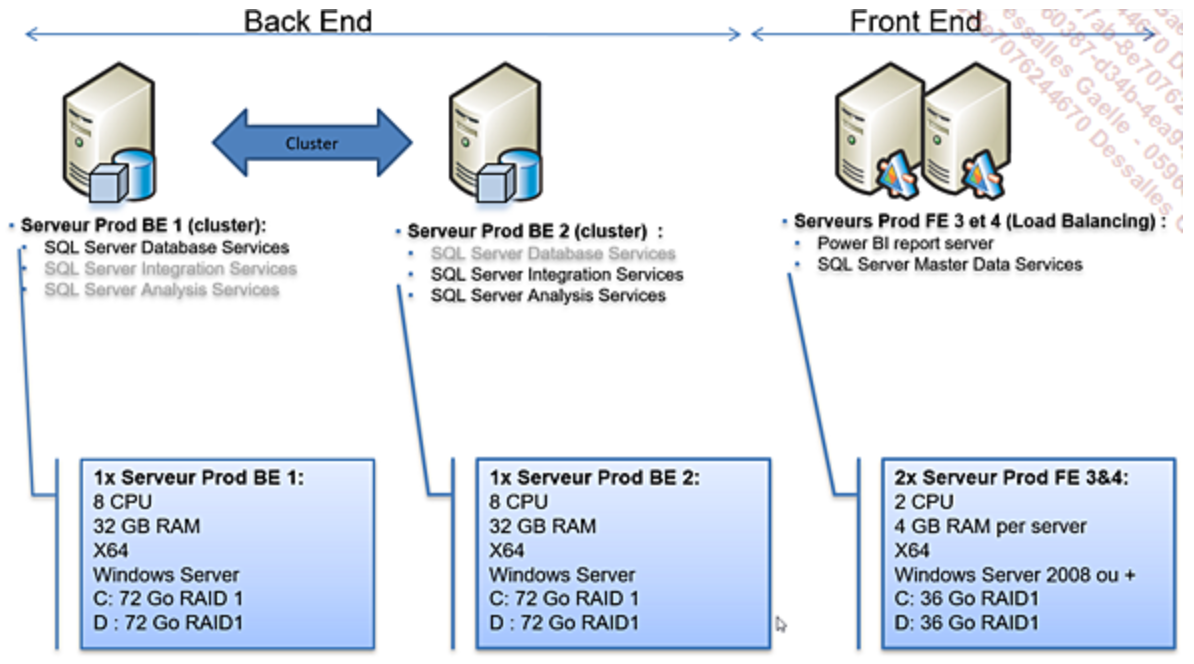 Back End
Front End
Cluster
Serveur Prod BE 1 (cluster):
SQL Server Database Services
SQL Server Integration Services
SQL Server Analysis Services
Serveur Prod BE 2 (cluster) :
SQL Server Database Services
SQL Server Integration Services
SQL Server Analysis Services
Serveurs Prod FE 3 et 4 (Load Balancing) :
Power BI report server
SQL Server Master Data Services
1x Serveur Prod BE 1:
8 CPU
32 GB RAM
X64
Windows Server
C: 72 Go RAID 1
D : 72 Go RAID1
1x Serveur Prod BE 2:
8 CPU
32 GB RAM
X64
Windows Server
C: 72 Go RAID 1
D : 72 Go RAID1
2x Serveur Prod FE 3&4:
2 CPU
4 GB RAM per server
X64
Windows Server 2008 ou +
C: 36 Go RAID1
D: 36 Go RAID1